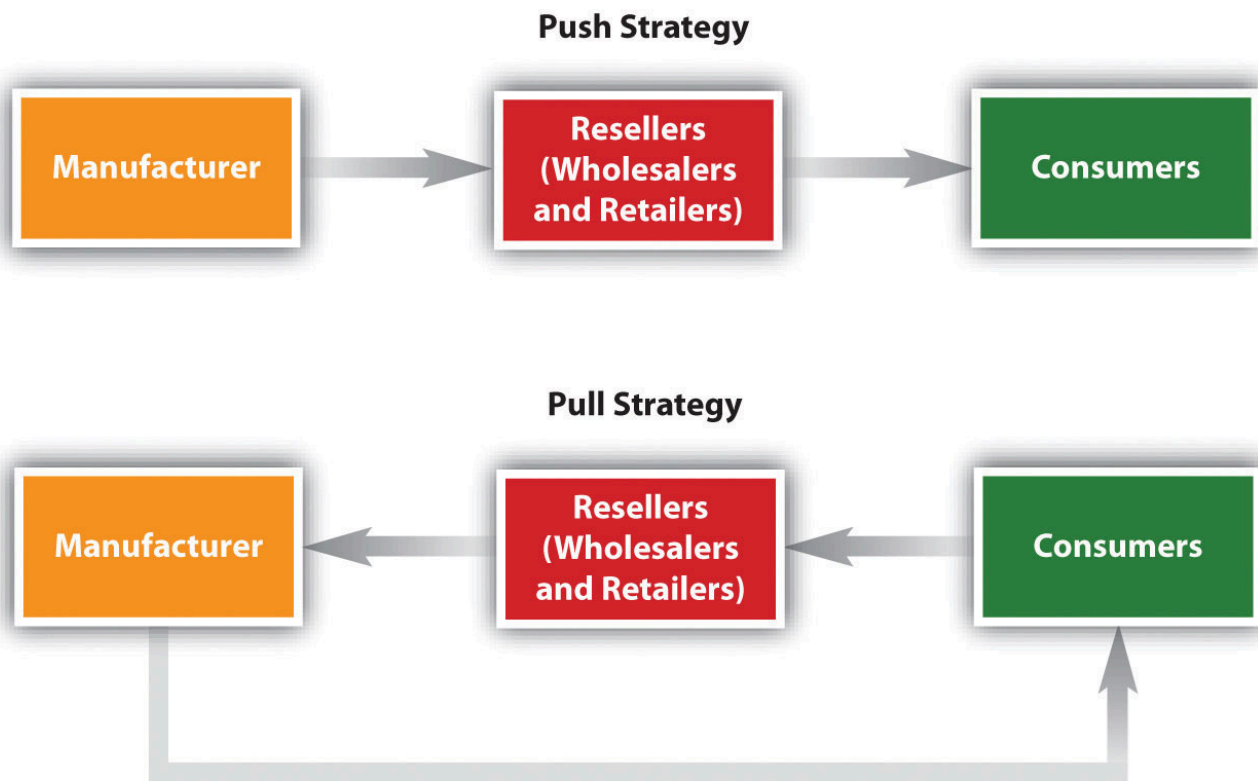 Push Strategy
Manufacturer
Resellers
(Wholesalers
and Retailers)
Consumers
Pull Strategy
Manufacturer
Resellers
(Wholesalers
and Retailers)
Consumers